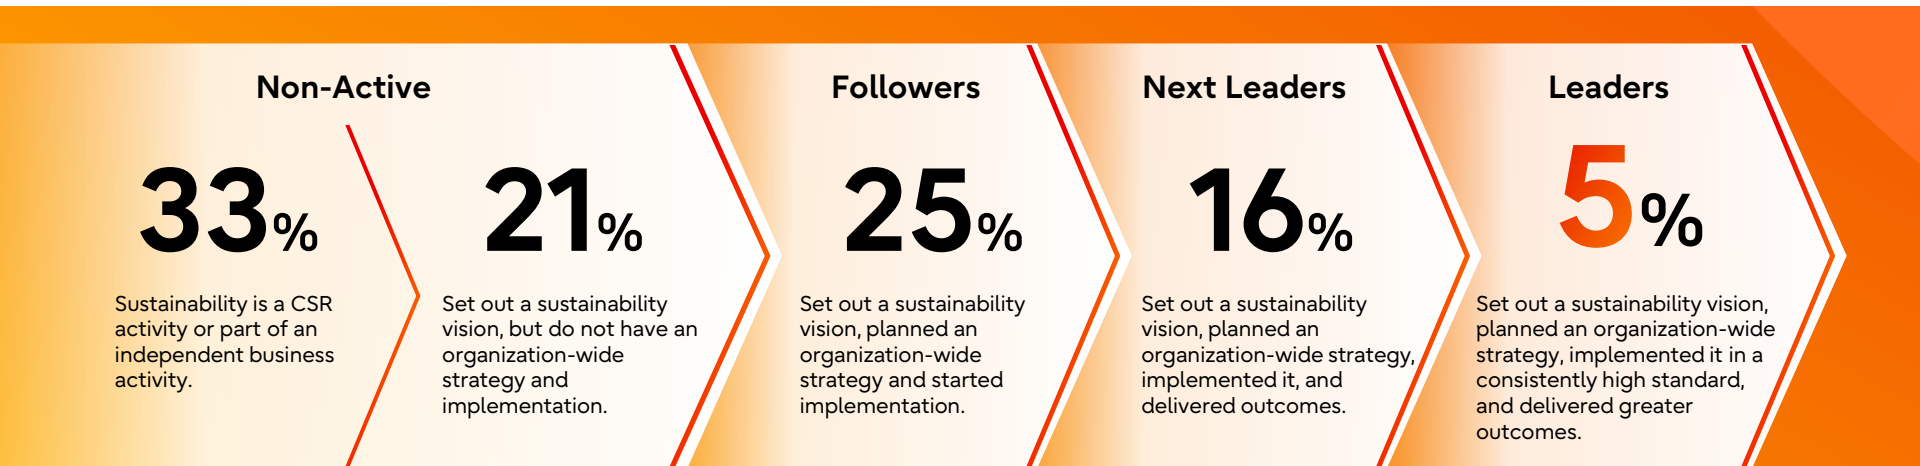 Non-Active
33%
Sustainability is a CSR
activity or part of an
independent business
activity.
21%
Set out a sustainability
vision, but do not have an
organization-wide
strategy and
implementation.
Followers
25%
Set out a sustainability
vision, planned an
organization-wide
strategy and started
implementation.
Next Leaders
16%
Set out a sustainability
vision, planned an
organization-wide strategy,
implemented it, and
delivered outcomes.
Leaders
5%
Set out a sustainability vision,
planned an organization-wide
strategy, implemented it in a
consistently high standard,
and delivered greater
outcomes.